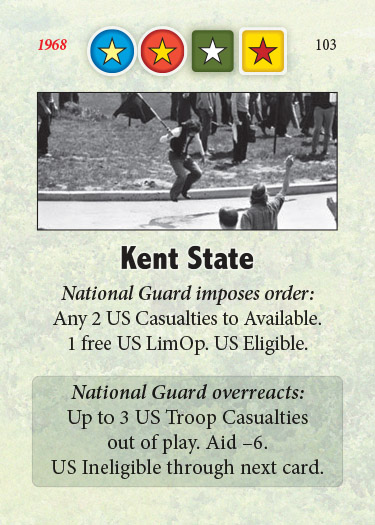 1968 103
Kent State
National Guard imposes order:
Any 2 US Casualties to Available.
1 free US LimOp. US Eligible.
National Guard overreacts:
Up to 3 US Troop Casualties
out of play. Aid –6.
US Ineligible through next card.